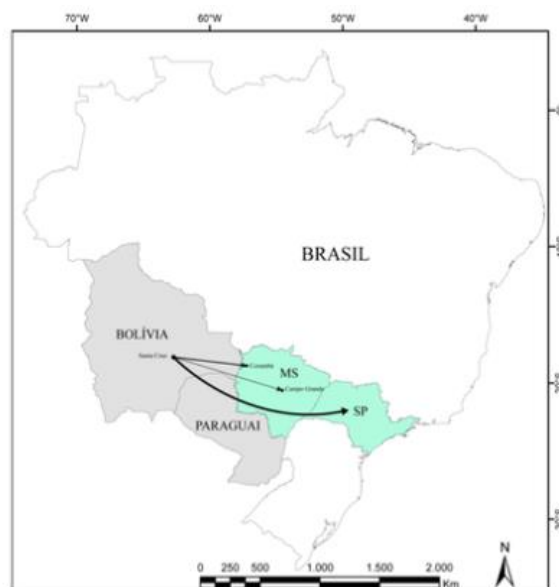 70°W 60°W 50°W 40°W
BRASIL
BOLÍVIA
Santa Cruz
Corumbá
MS
Campo Grande
SP
PARAGUAI
N
0 250 500 1.000 1.500 2.000
Km